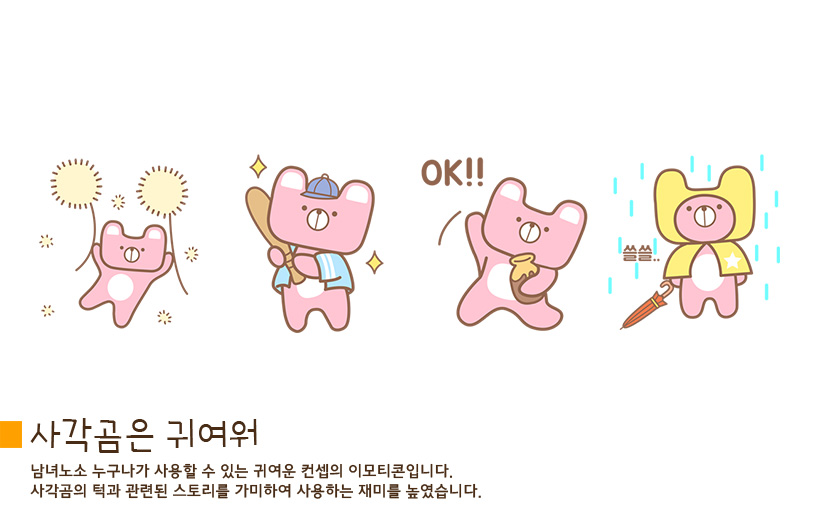 OK!!
쓸쓸..
사각곰은 귀여워
남녀노소 누구나가 사용할 수 있는 귀여운 컨셉의 이모티콘입니다.
사각곰의 턱과 관련된 스토리를 가미하여 사용하는 재미를 높였습니다.